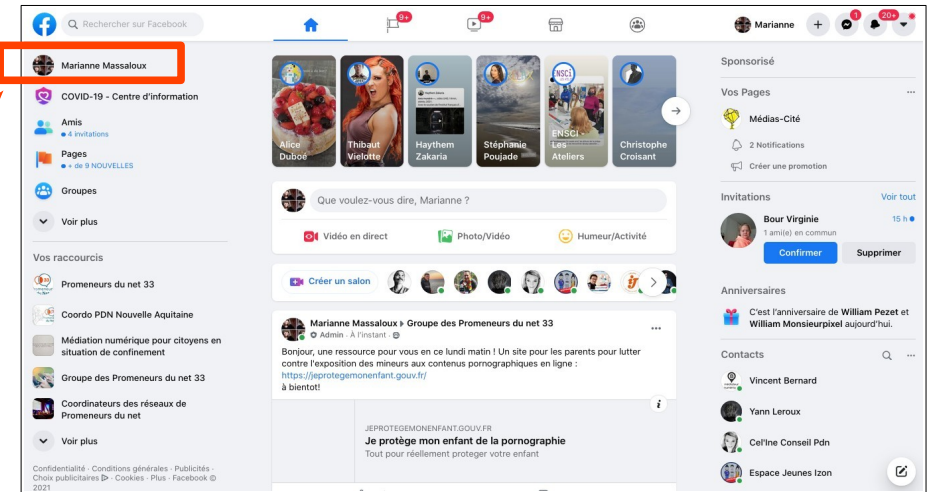 Rechercher sur Facebook
9+
9+
Marianne
1
20+
Marianne Massaloux
COVID-19 - Centre d'information
Amis
4 invitations
Pages
+ de 9 NOUVELLES
Groupes
Voir plus
Vos raccourcis
Promeneurs du net 33
Coordo PDN Nouvelle Aquitaine
Médiation numérique pour citoyens en
situation de confinement
Groupe des Promeneurs du net 33
Coordinateurs des réseaux de
Promeneurs du net
Voir plus
Confidentialité · Conditions générales · Publicités ·
Choix publicitaires · Cookies · Plus · Facebook ©
2021
Alice
Duboé
Thibaut
Vielotte
Haythem
Zakaria
Stéphanie
Poujade
ENSCI -
Les
Ateliers
Christophe
Croisant
Que voulez-vous dire, Marianne ?
Vidéo en direct
Photo/Vidéo
Humeur/Activité
Créer un salon
Marianne Massaloux ▸ Groupe des Promeneurs du net 33
Admin · À l'instant ·
Bonjour, une ressource pour vous en ce lundi matin ! Un site pour les parents pour lutter
contre l'exposition des mineurs aux contenus pornographiques en ligne :
https://jeprotegemonenfant.gouv.fr/
à bientot!
i
JEPROTEGEMONENFANT.GOUV.FR
Je protège mon enfant de la pornographie
Tout pour réellement proteger votre enfant
Sponsorisé
Vos Pages
Médias-Cité
2 Notifications
Créer une promotion
Invitations
Voir tout
Bour Virginie
15 h
1 ami(e) en commun
Confirmer
Supprimer
Anniversaires
C'est l'anniversaire de William Pezet et
William Monsieurpixel aujourd'hui.
Contacts
Vincent Bernard
Yann Leroux
Cel'Ine Conseil Pdn
Espace Jeunes Izon